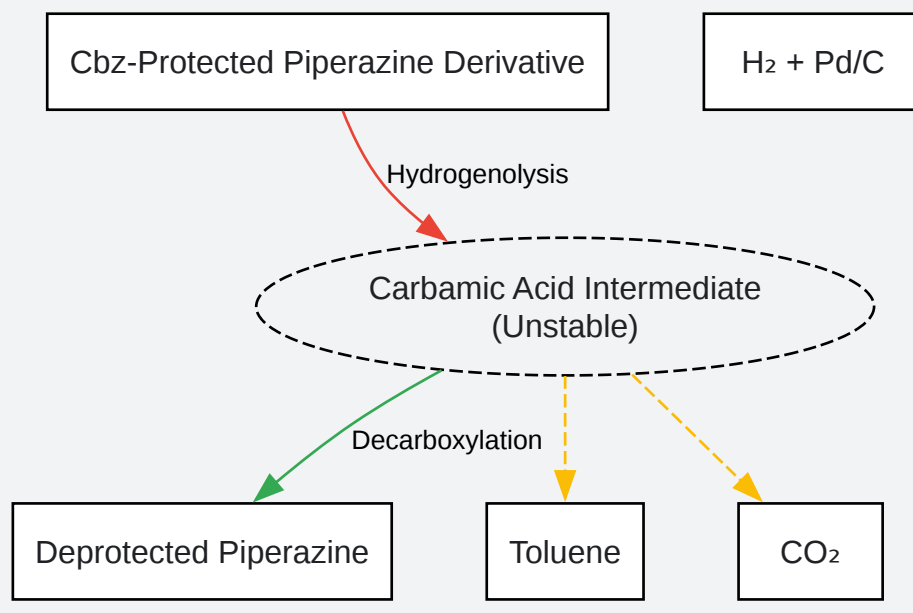 Cbz-Protected Piperazine Derivative
H₂ + Pd/C
Hydrogenolysis
Carbamic Acid Intermediate
(Unstable)
Decarboxylation
Deprotected Piperazine
Toluene
CO₂